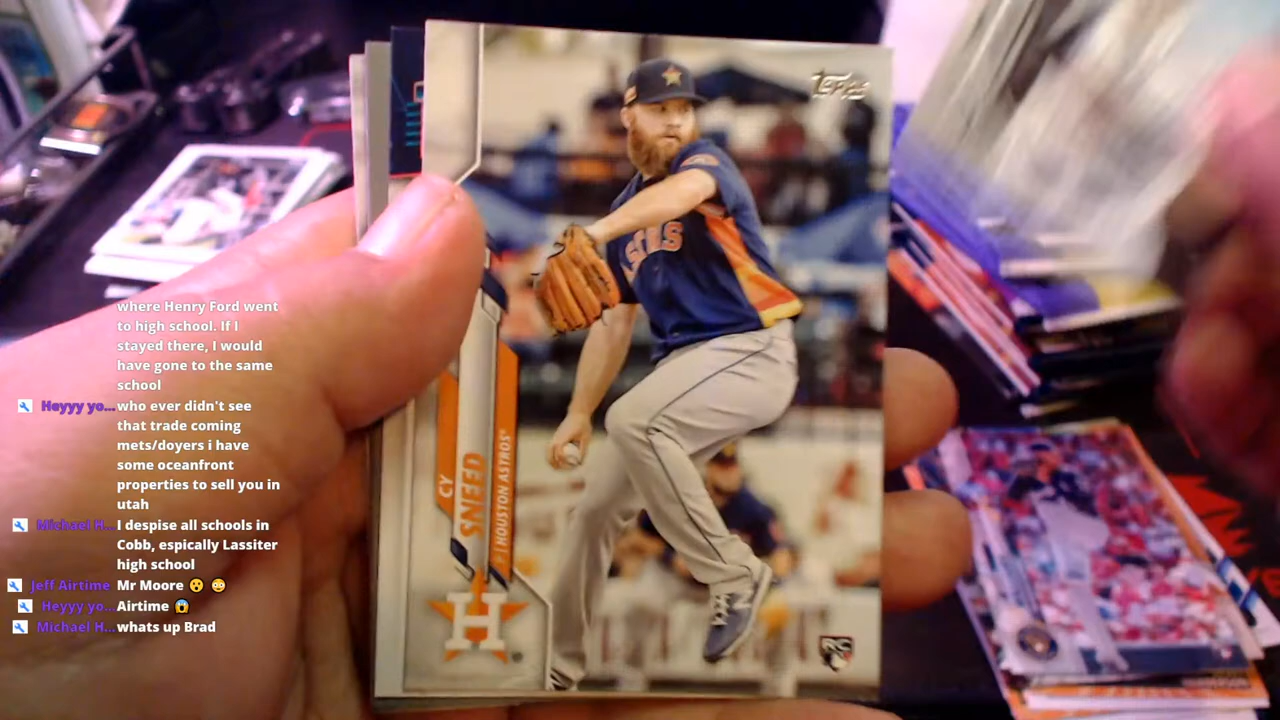 TOPPS
STROS
CY
SNEED
P | HOUSTON ASTROS®
H
RC
where Henry Ford went
to high school. If I
stayed there, I would
have gone to the same
school
Heyyy yo... who ever didn't see
that trade coming
mets/doyers i have
some oceanfront
properties to sell you in
utah
Michael H... I despise all schools in
Cobb, espically Lassiter
high school
Jeff Airtime Mr Moore 😮 😳
Heyyy yo... Airtime 😱
Michael H... whats up Brad